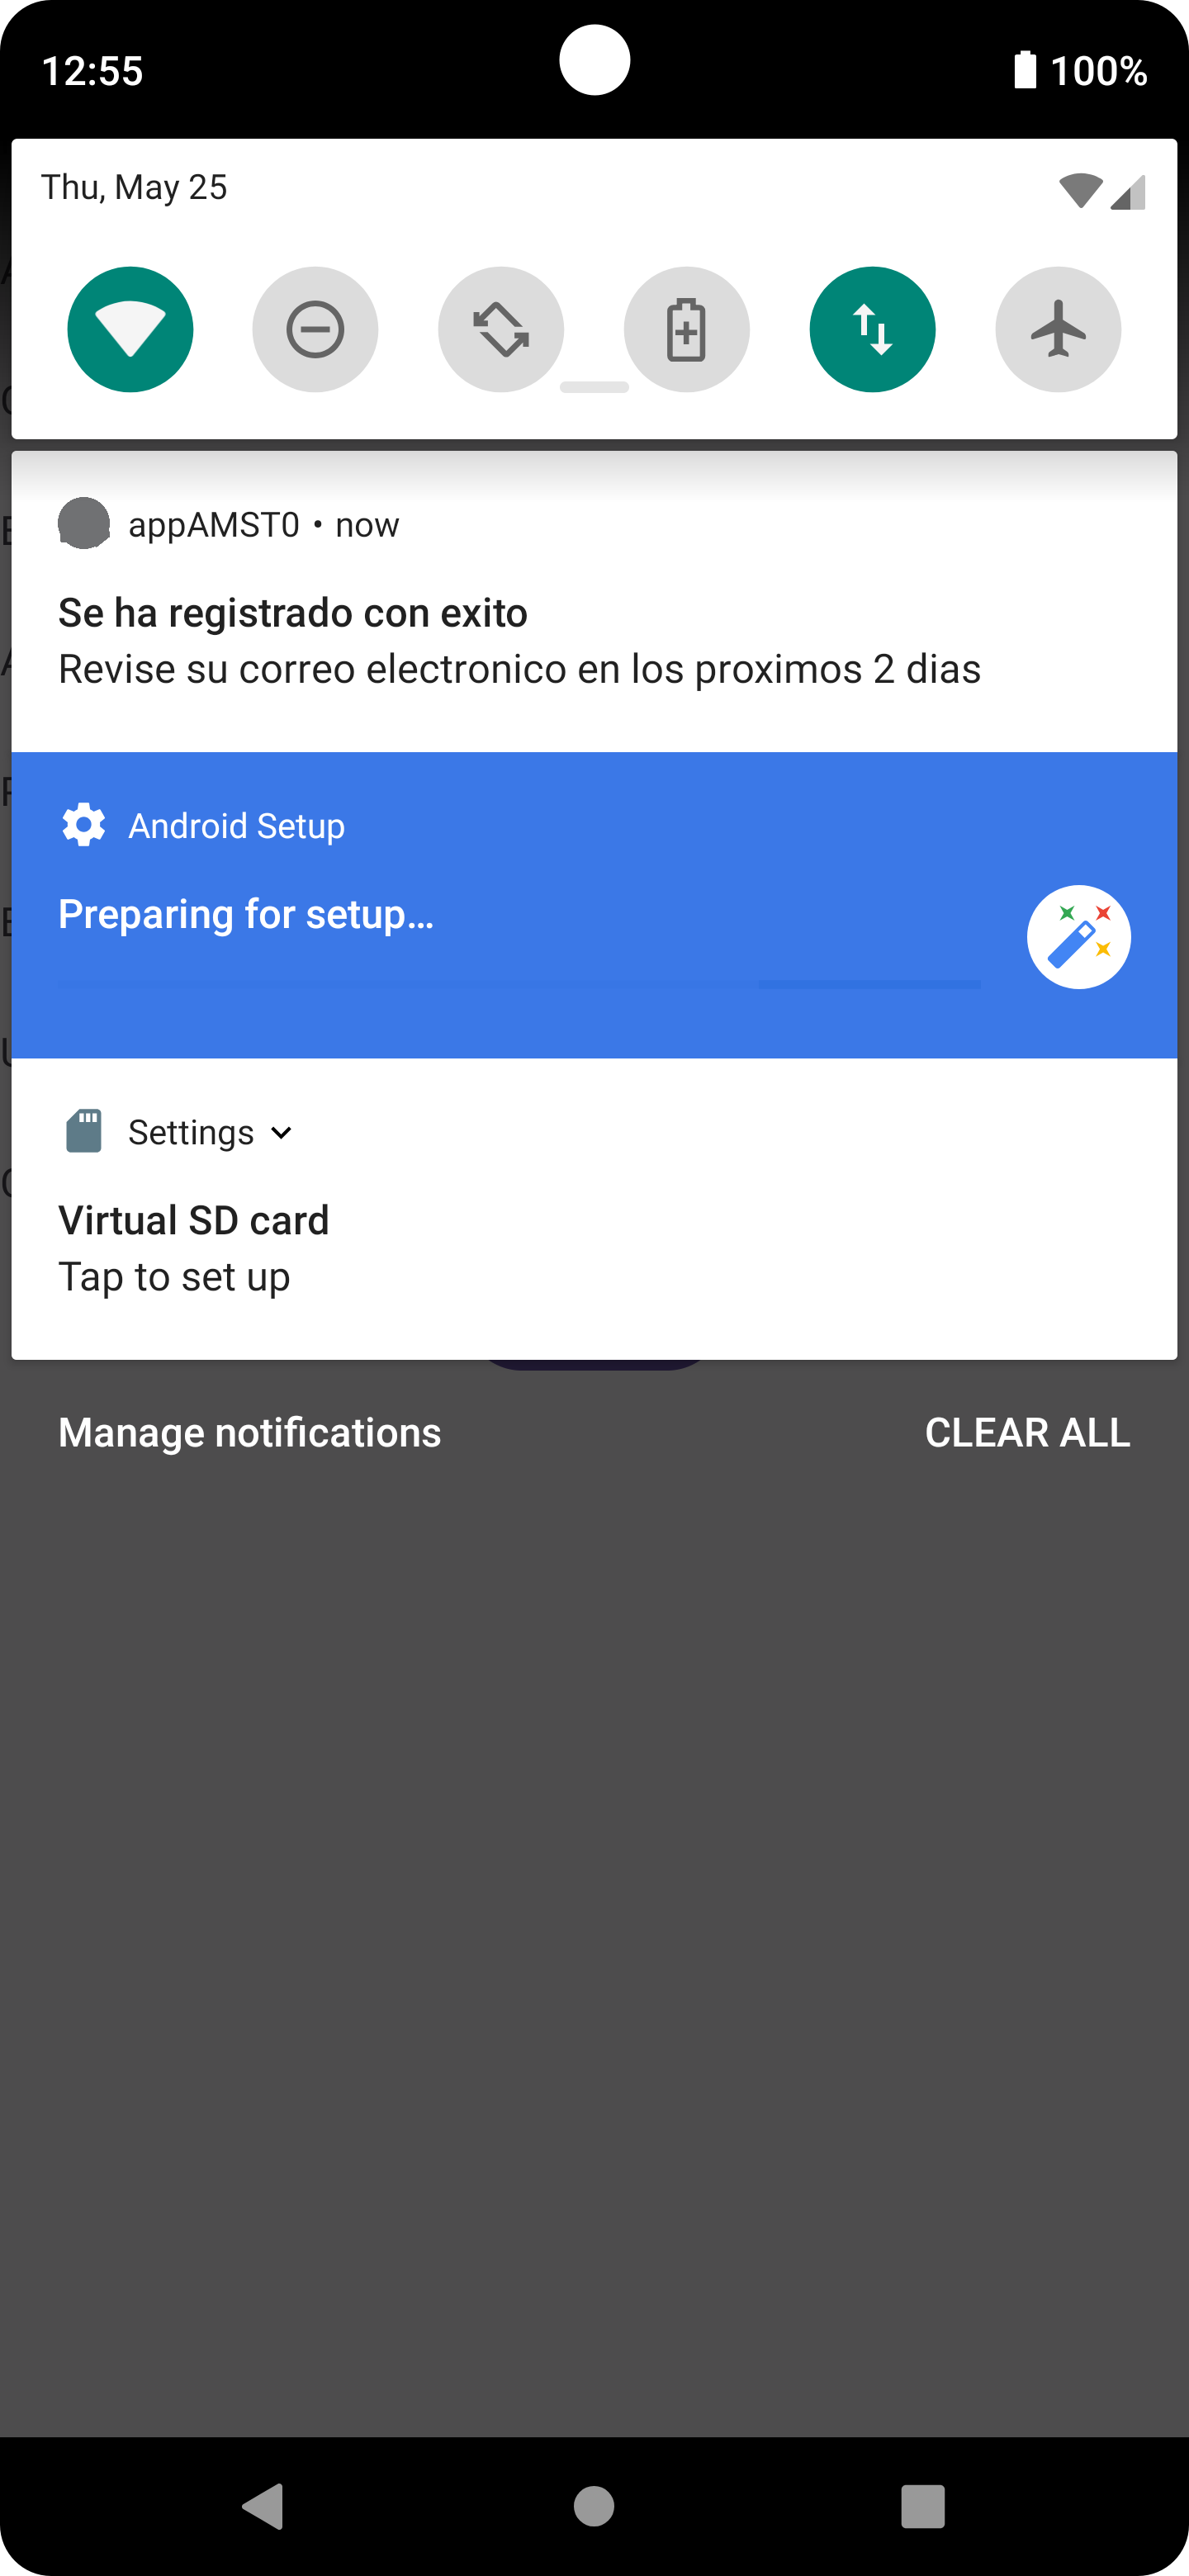 12:55
100%
Thu, May 25
appAMST0 • now
Se ha registrado con exito
Revise su correo electronico en los proximos 2 dias
Android Setup
Preparing for setup…
Settings
Virtual SD card
Tap to set up
Manage notifications
CLEAR ALL